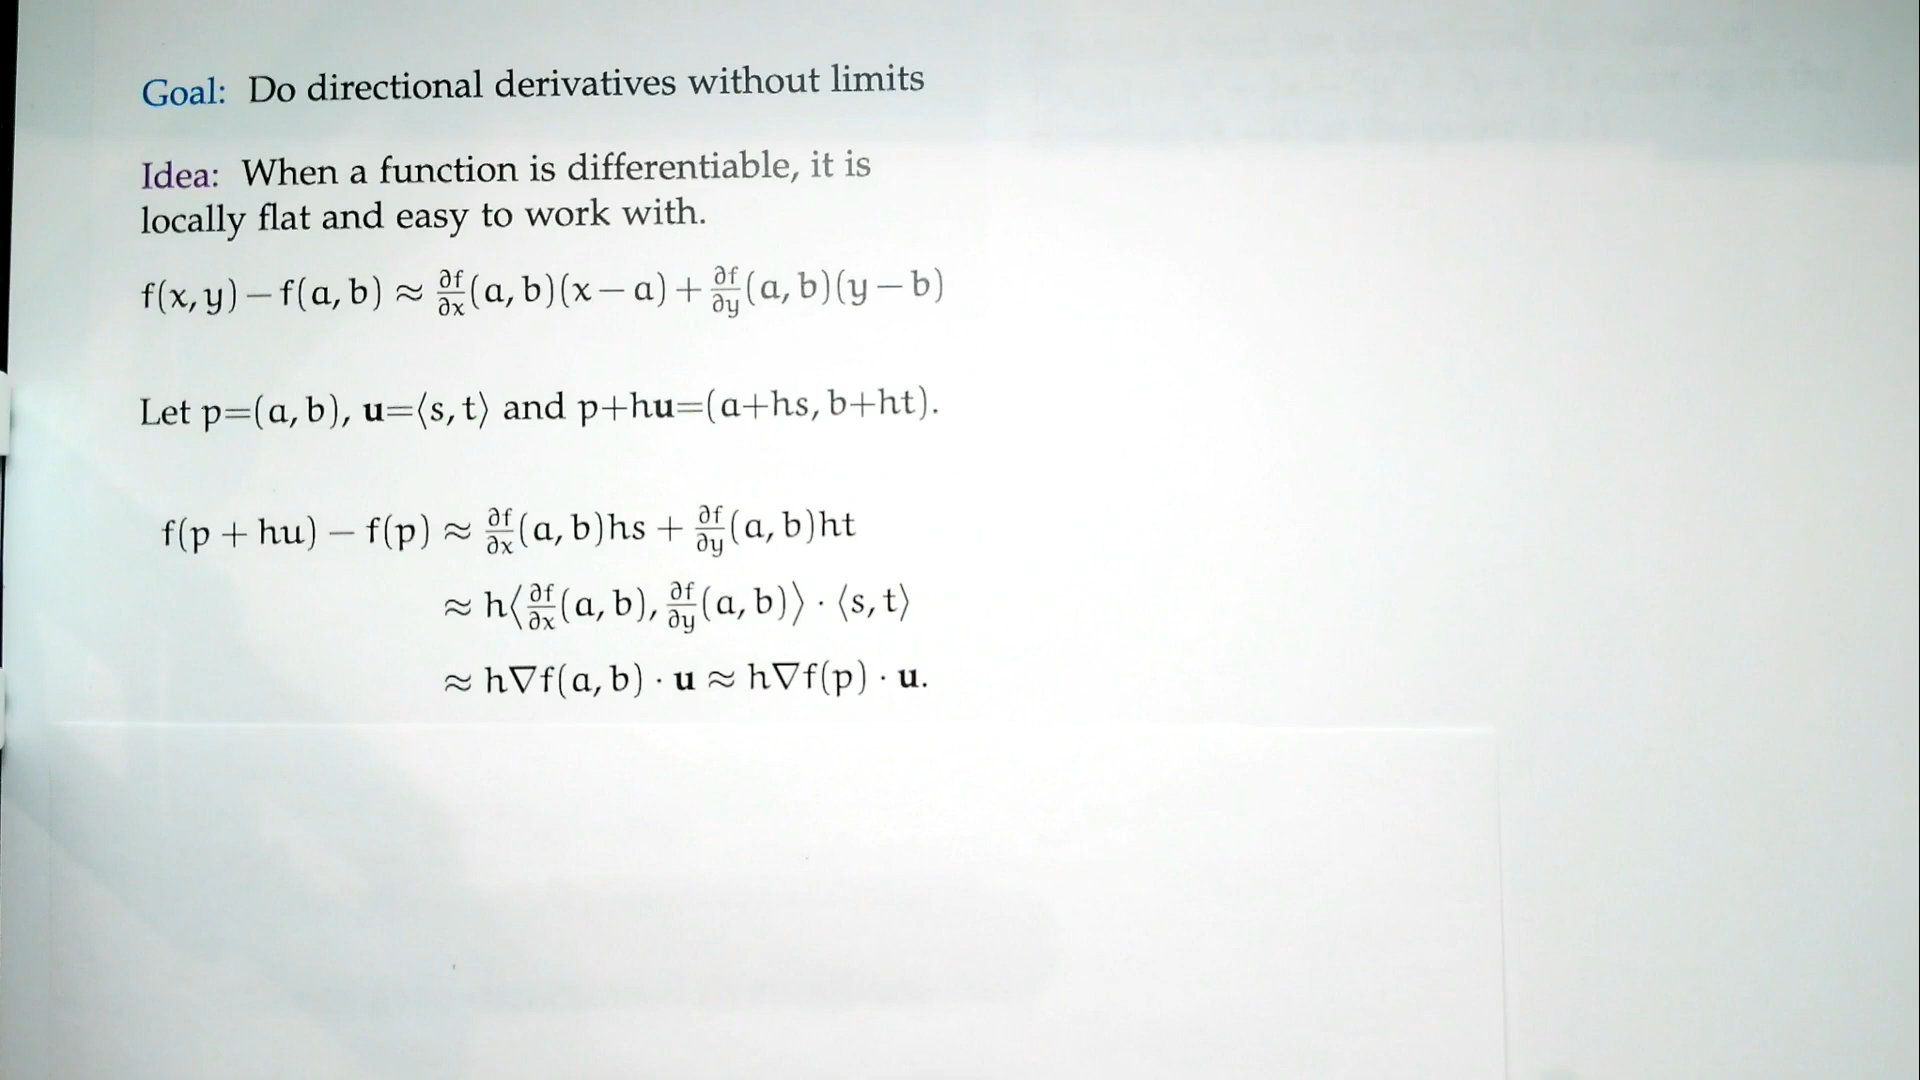 Goal: Do directional derivatives without limits
Idea: When a function is differentiable, it is
locally flat and easy to work with.
f(x, y) − f(a, b) ≈ ∂f/∂x (a, b)(x − a) + ∂f/∂y (a, b)(y − b)
Let p=(a, b), u=⟨s, t⟩ and p+hu=(a+hs, b+ht).
f(p + hu) − f(p) ≈ ∂f/∂x (a, b)hs + ∂f/∂y (a, b)ht
≈ h⟨∂f/∂x (a, b), ∂f/∂y (a, b)⟩ · ⟨s, t⟩
≈ h∇f(a, b) · u ≈ h∇f(p) · u.